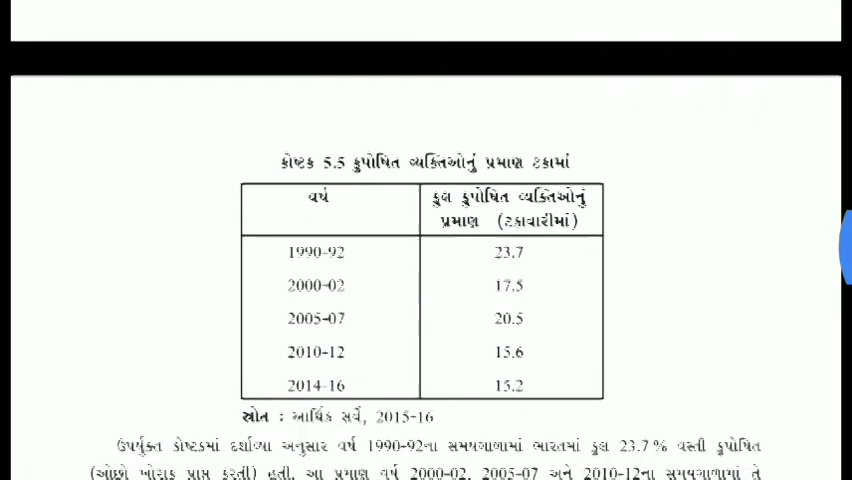 કોષ્ટક 5.5 કુપોષિત વ્યક્તિઓનું પ્રમાણ ટકામાં
વર્ષ કુલ કુપોષિત વ્યક્તિઓનું
પ્રમાણ (ટકાવારીમાં)
1990-92 23.7
2000-02 17.5
2005-07 20.5
2010-12 15.6
2014-16 15.2
સ્રોત : આર્થિક સર્વે, 2015-16
ઉપર્યુક્ત કોષ્ટકમાં દર્શાવ્યા અનુસાર વર્ષ 1990-92ના સમયગાળામાં ભારતમાં કુલ 23.7 % વસ્તી કુપોષિત
(ઓછો ખોરાક પ્રાપ્ત કરતી) હતી. આ પ્રમાણ વર્ષ 2000-02, 2005-07 અને 2010-12ના સમયગાળામાં તે